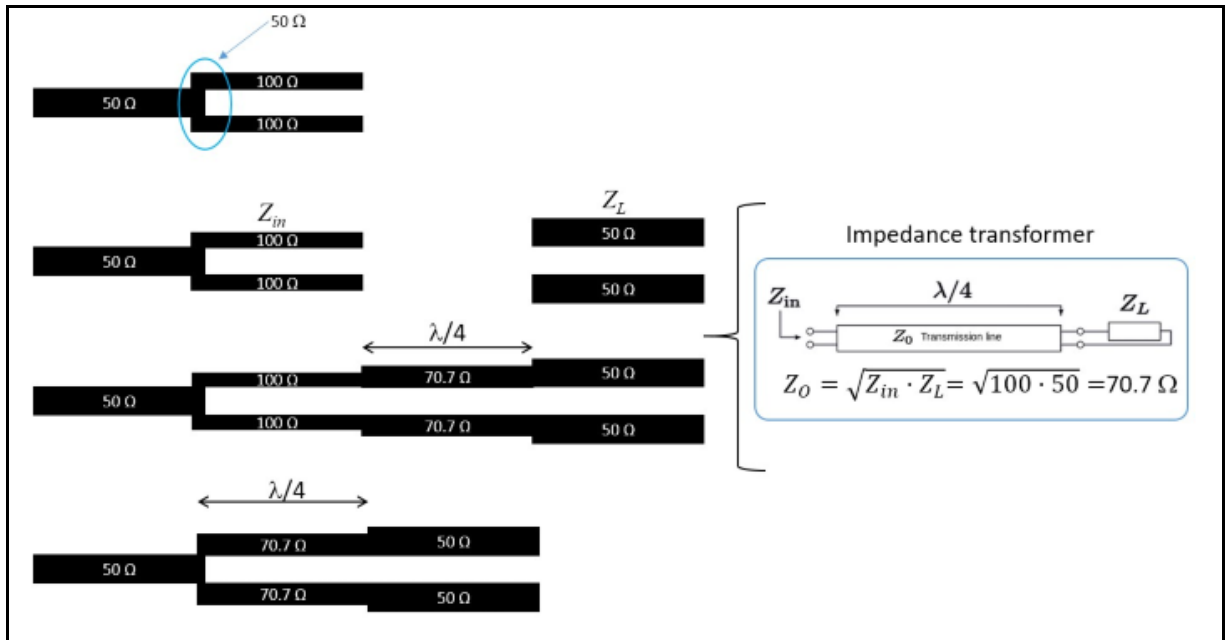 50 Ω
100 Ω
50 Ω
100 Ω
Z_in
Z_L
100 Ω
50 Ω
50 Ω
100 Ω
50 Ω
Impedance transformer
Z_in
λ/4
Z_L
Z_0 Transmission line
Z_O = √(Z_in · Z_L) = √(100 · 50) =70.7 Ω
λ/4
100 Ω
70.7 Ω
50 Ω
50 Ω
100 Ω
70.7 Ω
50 Ω
λ/4
70.7 Ω
50 Ω
50 Ω
70.7 Ω
50 Ω